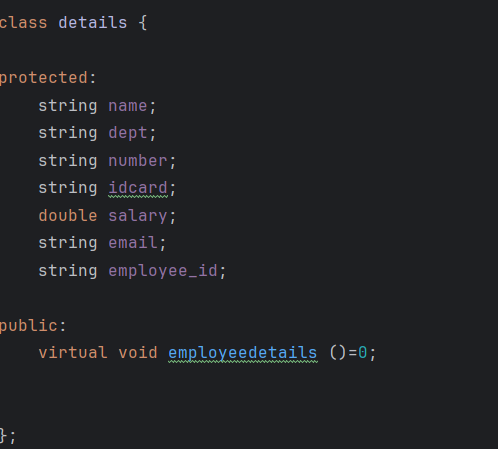 class details {
protected:
string name;
string dept;
string number;
string idcard;
double salary;
string email;
string employee_id;
public:
virtual void employeedetails ()=0;
};